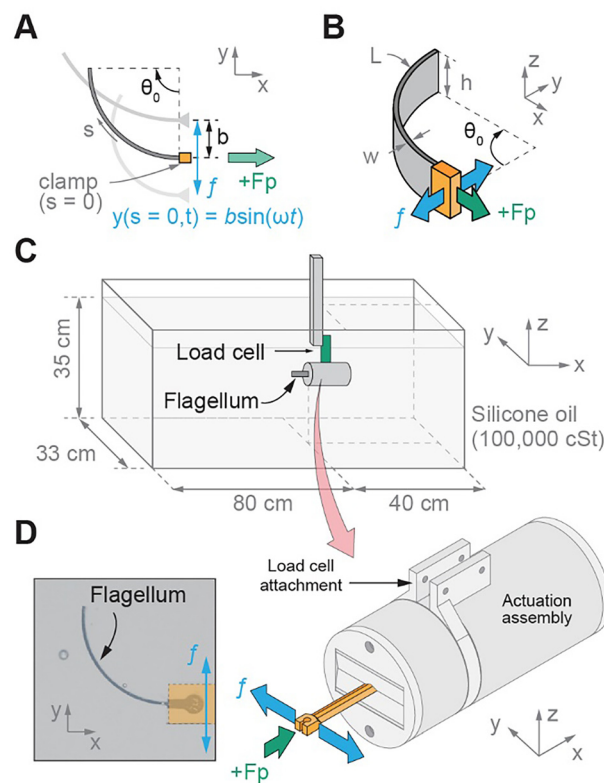 A
θ0
y
x
s
b
clamp
(s = 0)
f
+Fp
y(s = 0,t) = bsin(ωt)
B
L
h
z
y
x
θ0
w
f
+Fp
C
35 cm
Load cell
Flagellum
z
y
x
Silicone oil
(100,000 cSt)
33 cm
80 cm
40 cm
D
Flagellum
f
y
x
Load cell
attachment
Actuation
assembly
f
+Fp
z
y
x